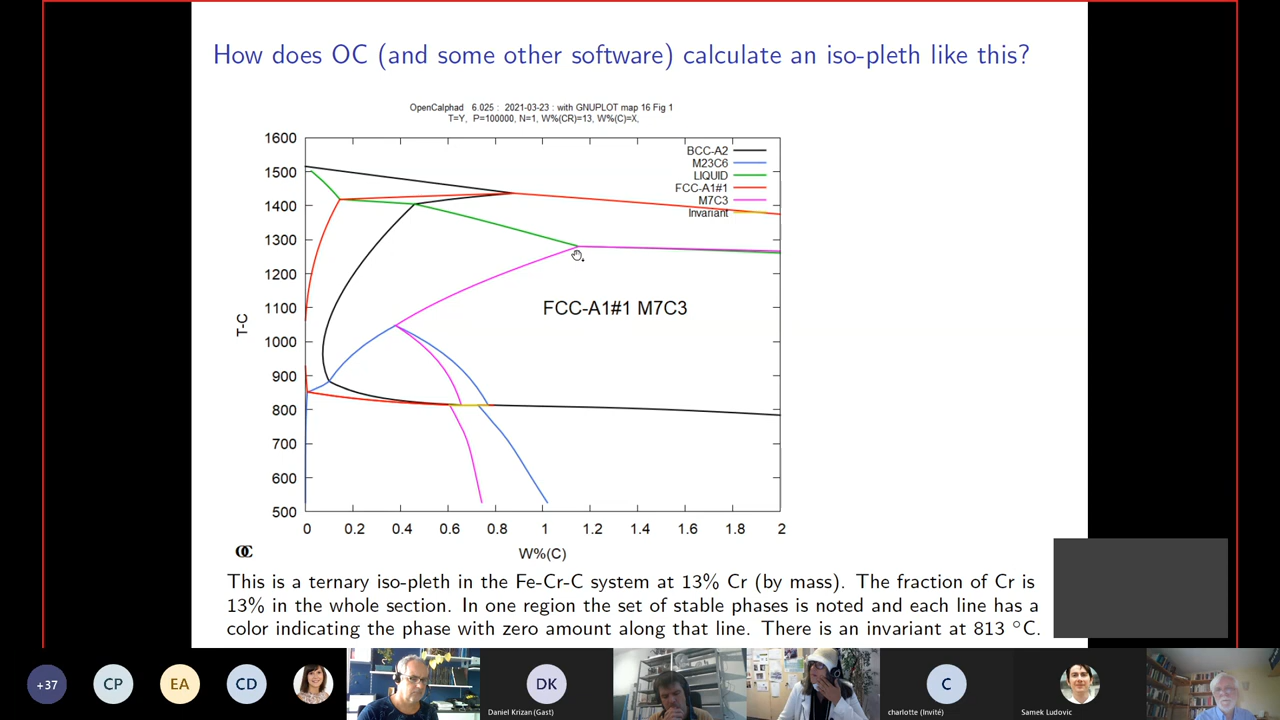 How does OC (and some other software) calculate an iso-pleth like this?
OpenCalphad 6.025 : 2021-03-23 : with GNUPLOT map 16 Fig 1
T=Y, P=100000, N=1, W%(CR)=13, W%(C)=X,
1600
1500
1400
1300
1200
1100
1000
900
800
700
600
500
T-C
BCC-A2
M23C6
LIQUID
FCC-A1#1
M7C3
Invariant
FCC-A1#1 M7C3
0 0.2 0.4 0.6 0.8 1 1.2 1.4 1.6 1.8 2
W%(C)
OC
This is a ternary iso-pleth in the Fe-Cr-C system at 13% Cr (by mass). The fraction of Cr is
13% in the whole section. In one region the set of stable phases is noted and each line has a
color indicating the phase with zero amount along that line. There is an invariant at 813 °C.
+37
CP
EA
CD
DK
Daniel Krizan (Gast)
C
charlotte (Invité)
Samek Ludovic